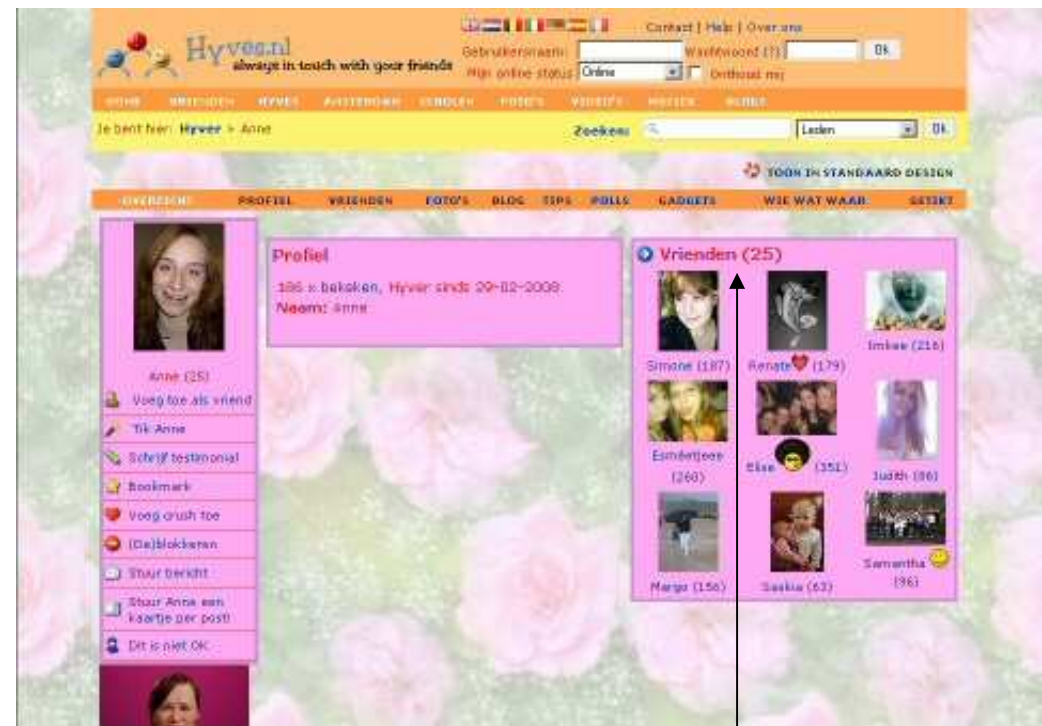 Hyves.nl
always in touch with your friends
Contact | Help | Over ons
Gebruikersnaam: Wachtwoord (?) Ok
Mijn online status Online Onthoud mij
HOME VRIENDEN HYVES AMSTERDAM SCHOLEN FOTO'S VIDEO'S MUZIEK BLOGS
Je bent hier: Hyver > Anne
Zoeken: Leden Ok
TOON IN STANDAARD DESIGN
OVERZICHT PROFIEL VRIENDEN FOTO'S BLOG TIPS POLLS GADGETS WIE WAT WAAR GETIKT
Anne (25)
Voeg toe als vriend
Tik Anne
Schrijf testimonial
Bookmark
Voeg crush toe
(De)blokkeren
Stuur bericht
Stuur Anne een
kaartje per post!
Dit is niet OK
Profiel
186 x bekeken, Hyver sinds 29-02-2008
Naam: Anne
Vrienden (25)
Simone (187)
Renate (179)
Imkee (216)
Esméetjeee
(260)
Elise (351)
Judith (86)
Margo (156)
Saskia (63)
Samantha
(96)